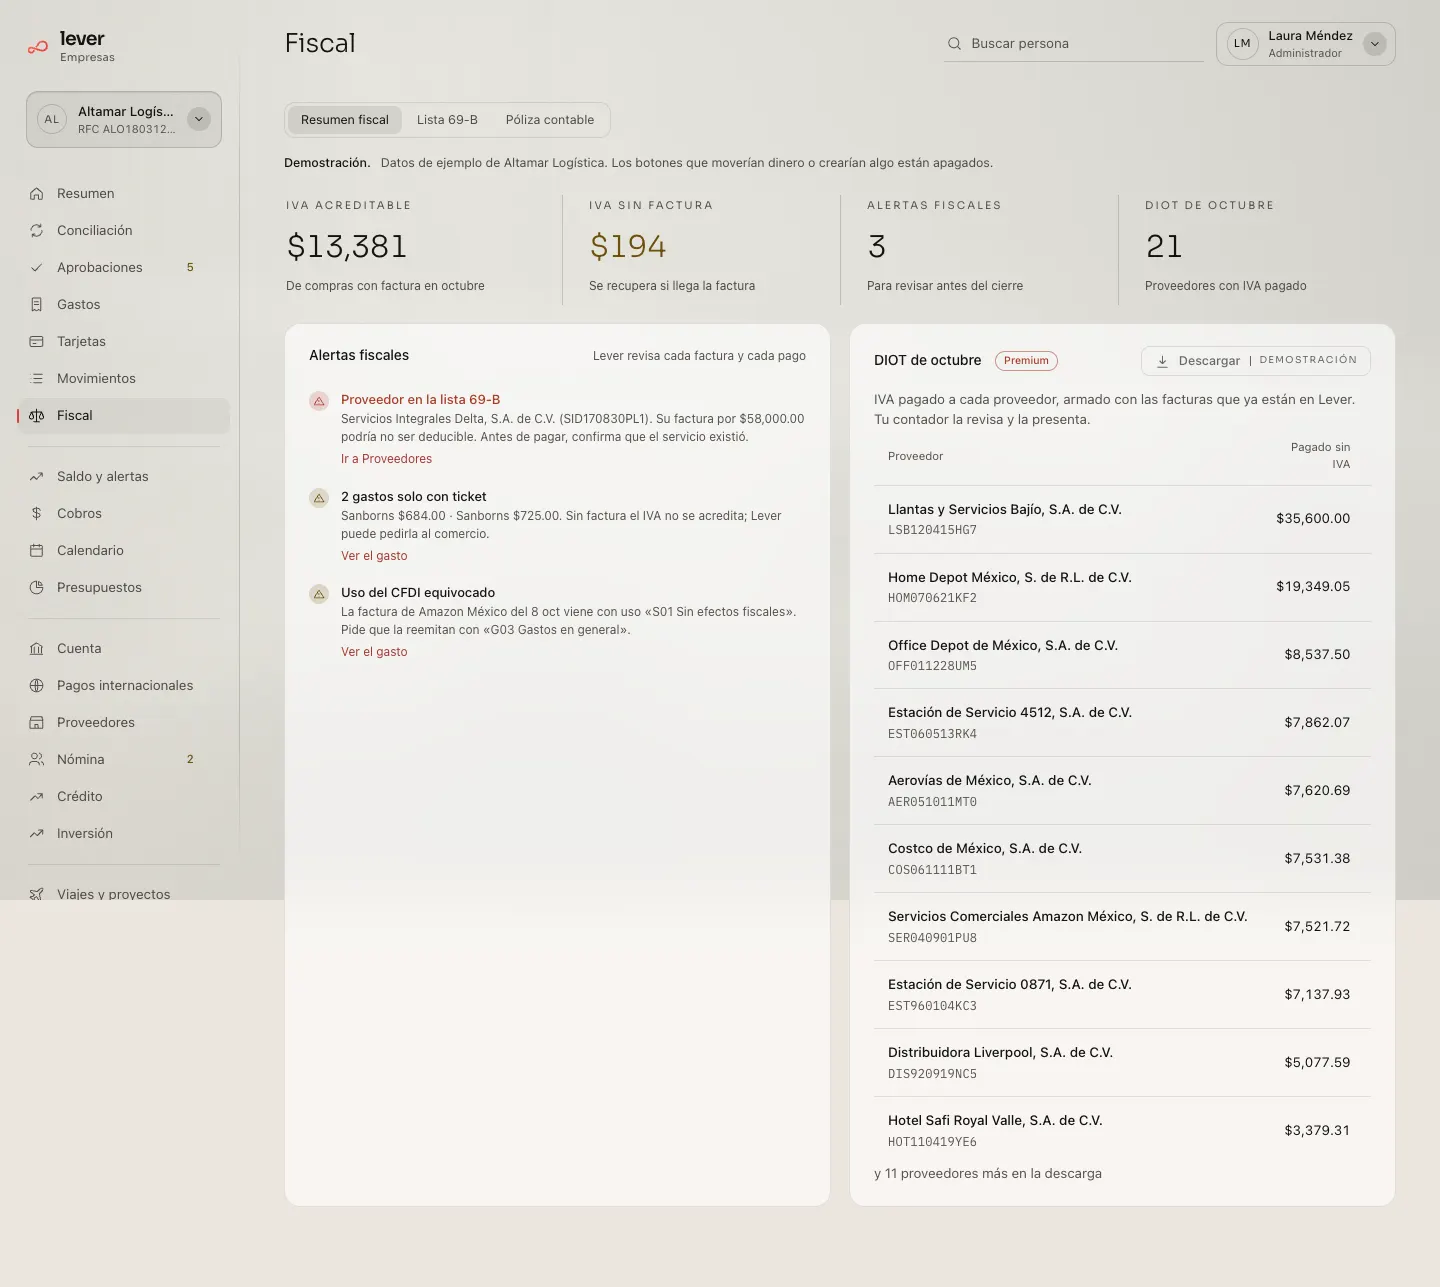 lever
Empresas
AL
Altamar Logís...
RFC ALO180312...
Resumen
Conciliación
Aprobaciones 5
Gastos
Tarjetas
Movimientos
Fiscal
Saldo y alertas
Cobros
Calendario
Presupuestos
Cuenta
Pagos internacionales
Proveedores
Nómina 2
Crédito
Inversión
Viajes y proyectos
Fiscal
Buscar persona
LM
Laura Méndez
Administrador
Resumen fiscal Lista 69-B Póliza contable
Demostración. Datos de ejemplo de Altamar Logística. Los botones que moverían dinero o crearían algo están apagados.
IVA ACREDITABLE
$13,381
De compras con factura en octubre
IVA SIN FACTURA
$194
Se recupera si llega la factura
ALERTAS FISCALES
3
Para revisar antes del cierre
DIOT DE OCTUBRE
21
Proveedores con IVA pagado
Alertas fiscales
Lever revisa cada factura y cada pago
Proveedor en la lista 69-B
Servicios Integrales Delta, S.A. de C.V. (SID170830PL1). Su factura por $58,000.00
podría no ser deducible. Antes de pagar, confirma que el servicio existió.
Ir a Proveedores
2 gastos solo con ticket
Sanborns $684.00 · Sanborns $725.00. Sin factura el IVA no se acredita; Lever
puede pedirla al comercio.
Ver el gasto
Uso del CFDI equivocado
La factura de Amazon México del 8 oct viene con uso «S01 Sin efectos fiscales».
Pide que la reemitan con «G03 Gastos en general».
Ver el gasto
DIOT de octubre Premium
Descargar | DEMOSTRACIÓN
IVA pagado a cada proveedor, armado con las facturas que ya están en Lever.
Tu contador la revisa y la presenta.
Proveedor
Pagado sin
IVA
Llantas y Servicios Bajío, S.A. de C.V.
LSB120415HG7
$35,600.00
Home Depot México, S. de R.L. de C.V.
HOM070621KF2
$19,349.05
Office Depot de México, S.A. de C.V.
OFF011228UM5
$8,537.50
Estación de Servicio 4512, S.A. de C.V.
EST060513RK4
$7,862.07
Aerovías de México, S.A. de C.V.
AER051011MT0
$7,620.69
Costco de México, S.A. de C.V.
COS061111BT1
$7,531.38
Servicios Comerciales Amazon México, S. de R.L. de C.V.
SER040901PU8
$7,521.72
Estación de Servicio 0871, S.A. de C.V.
EST960104KC3
$7,137.93
Distribuidora Liverpool, S.A. de C.V.
DIS920919NC5
$5,077.59
Hotel Safi Royal Valle, S.A. de C.V.
HOT110419YE6
$3,379.31
y 11 proveedores más en la descarga